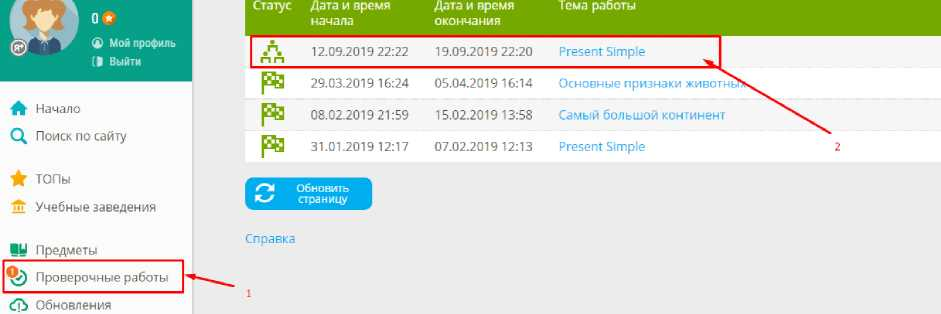 0
Мой профиль
Выйти
Я+
Начало
Поиск по сайту
ТОПы
Учебные заведения
Предметы
!
Проверочные работы
Обновления
1
Статус Дата и время начала Дата и время окончания Тема работы
12.09.2019 22:22 19.09.2019 22:20 Present Simple
29.03.2019 16:24 05.04.2019 16:14 Основные признаки животных
08.02.2019 21:59 15.02.2019 13:58 Самый большой континент
31.01.2019 12:17 07.02.2019 12:13 Present Simple
2
Обновить
страницу
Справка